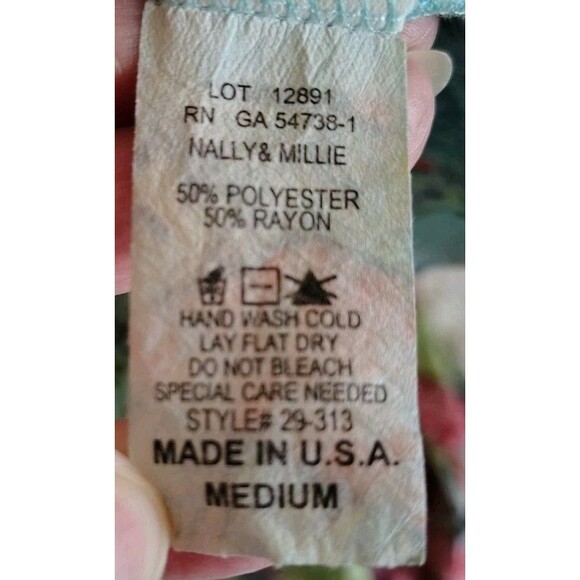 LOT 12891
RN GA 54738-1
NALLY& MILLIE
50% POLYESTER
50% RAYON
HAND WASH COLD
LAY FLAT DRY
DO NOT BLEACH
SPECIAL CARE NEEDED
STYLE# 29-313
MADE IN U.S.A.
MEDIUM